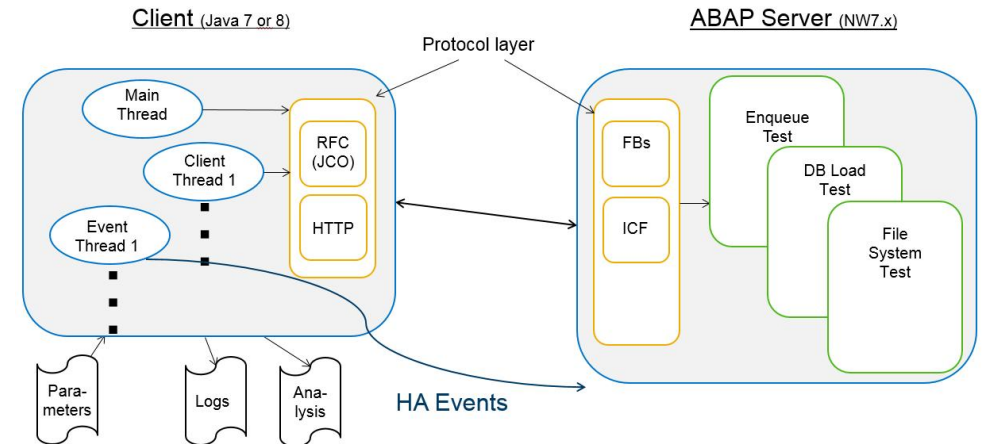 Client (Java 7 or 8)
ABAP Server (NW7.x)
Protocol layer
Main
Thread
Client
Thread 1
Event
Thread 1
RFC
(JCO)
HTTP
FBs
ICF
Enqueue
Test
DB Load
Test
File
System
Test
Para-
meters
Logs
Ana-
lysis
HA Events